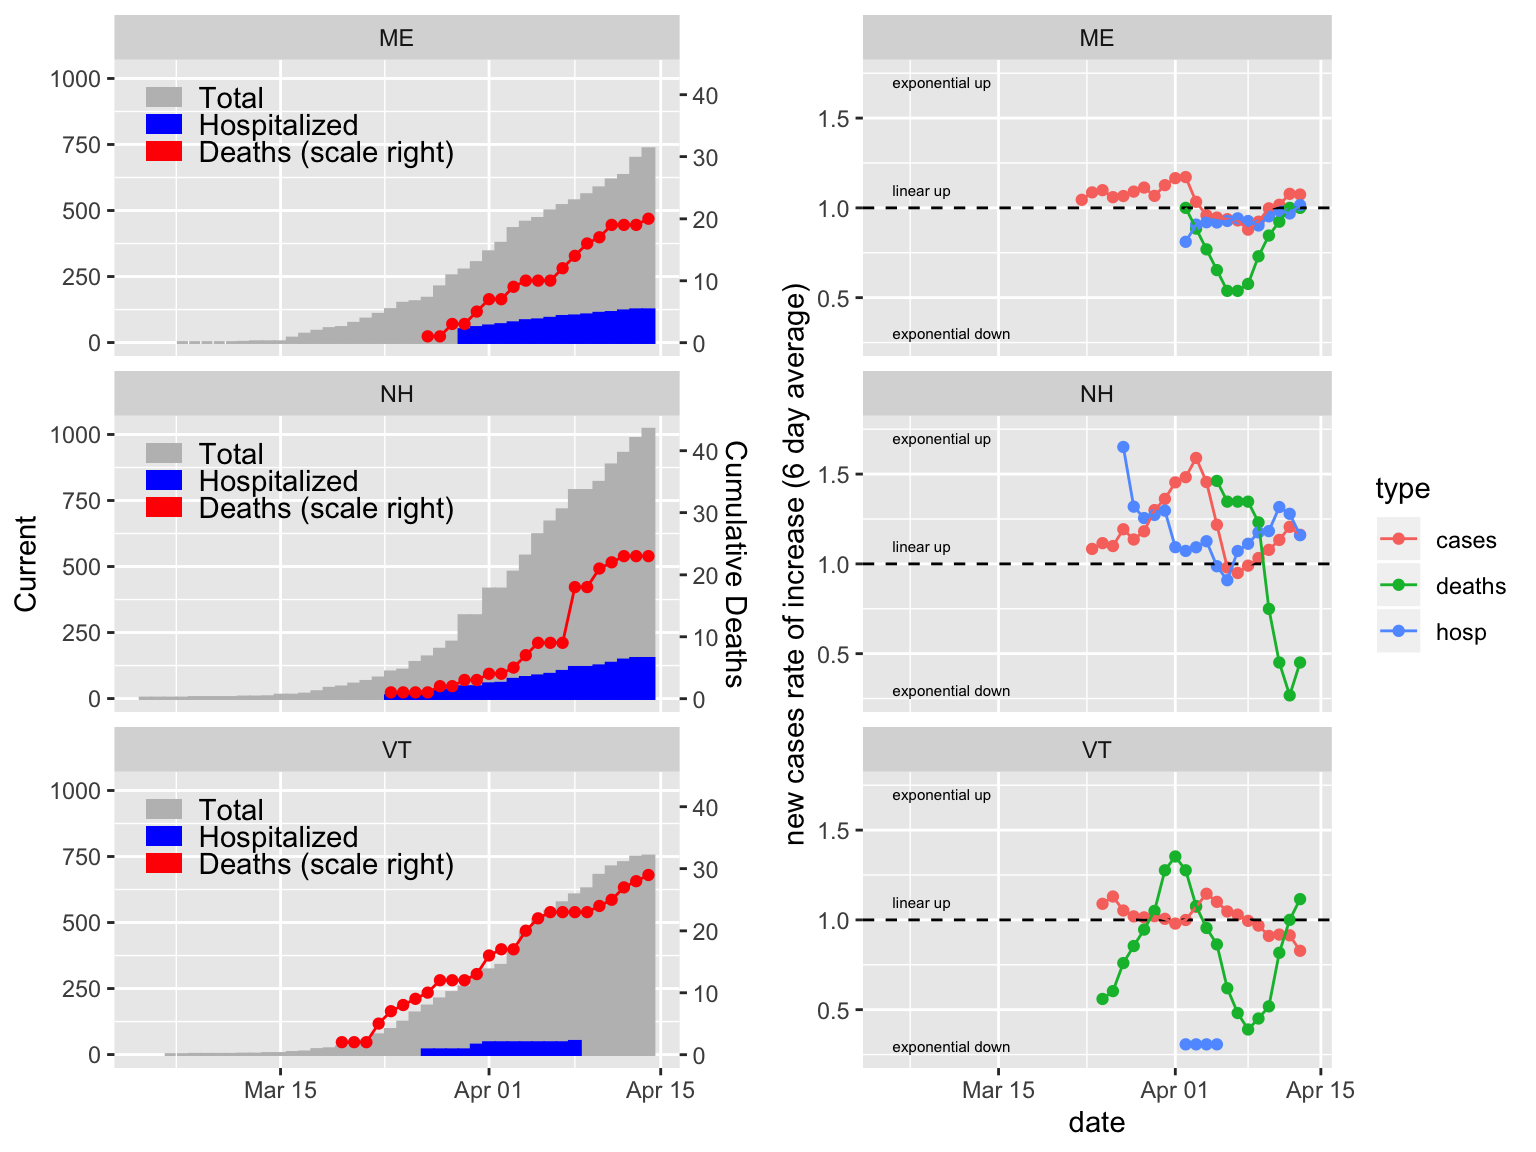 ME
1000
750
500
250
0
Total
Hospitalized
Deaths (scale right)
40
30
20
10
0
NH
1000
750
500
250
0
Total
Hospitalized
Deaths (scale right)
40
30
20
10
0
VT
1000
750
500
250
0
Total
Hospitalized
Deaths (scale right)
40
30
20
10
0
Mar 15
Apr 01
Apr 15
Current
Cumulative Deaths
new cases rate of increase (6 day average)
ME
1.5
1.0
0.5
exponential up
linear up
exponential down
NH
1.5
1.0
0.5
exponential up
linear up
exponential down
VT
1.5
1.0
0.5
exponential up
linear up
exponential down
Mar 15
Apr 01
Apr 15
date
type
cases
deaths
hosp